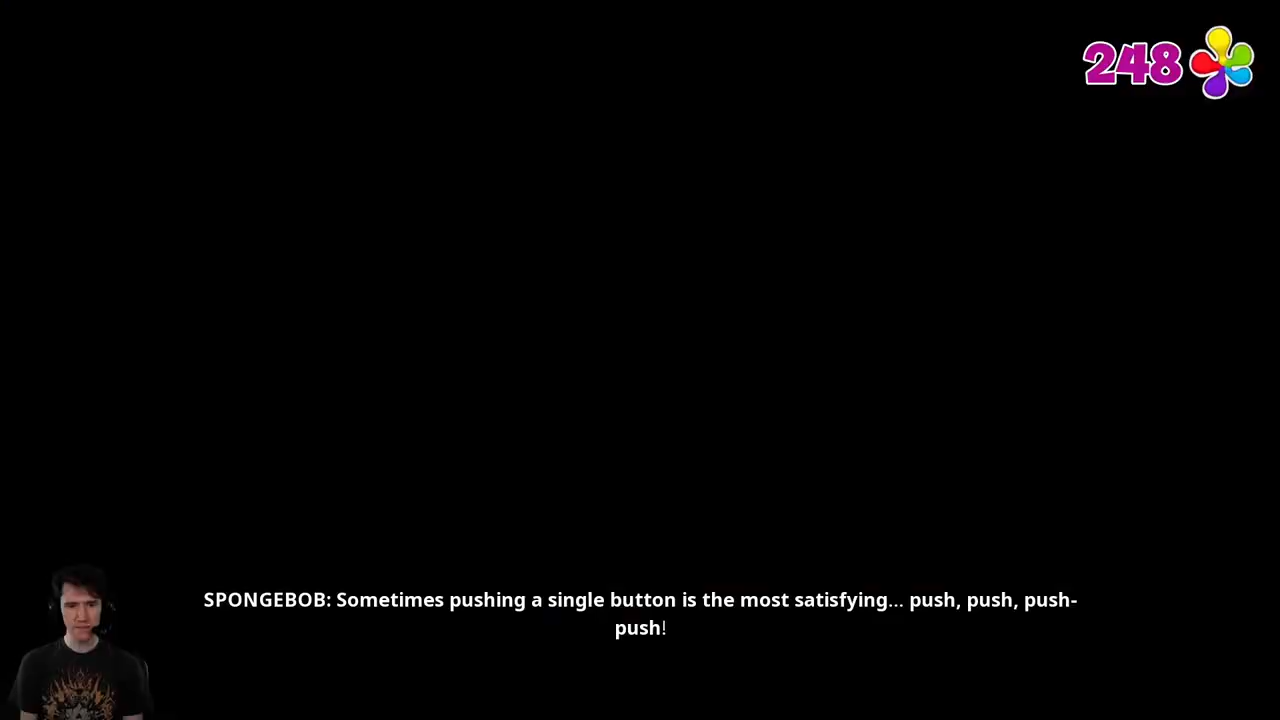 248
SPONGEBOB: Sometimes pushing a single button is the most satisfying... push, push, push-
push!